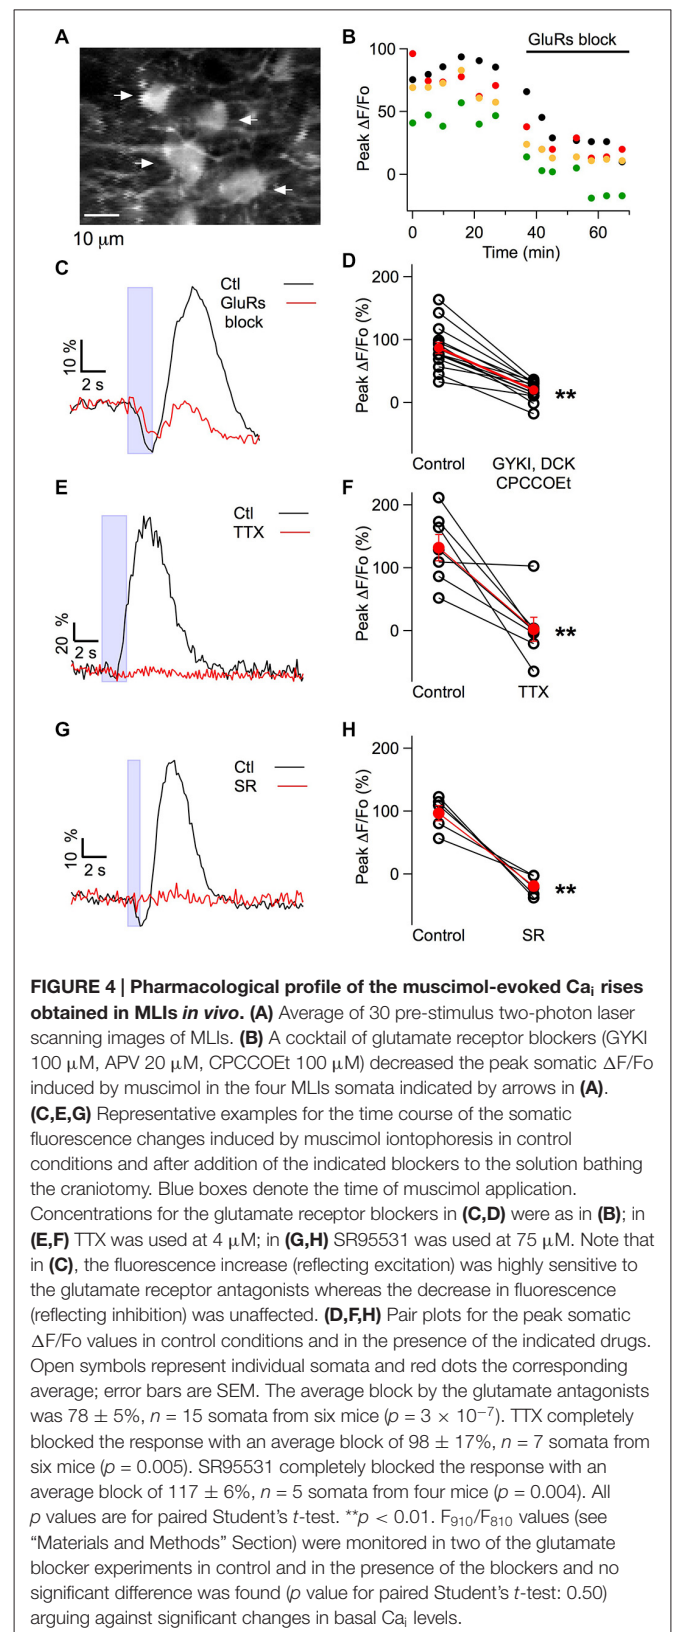 A
10 μm
B
GluRs block
100
50
0
Peak ΔF/Fo
0
20
40
60
Time (min)
C
Ctl
GluRs
block
10 %
2 s
D
200
100
0
Peak ΔF/Fo (%)
**
Control
GYKI, DCK
CPCCOEt
E
Ctl
TTX
20 %
2 s
F
200
100
0
Peak ΔF/Fo (%)
**
Control
TTX
G
Ctl
SR
10 %
2 s
H
200
100
0
Peak ΔF/Fo (%)
**
Control
SR
FIGURE 4 | Pharmacological profile of the muscimol-evoked Cai rises
obtained in MLIs in vivo. (A) Average of 30 pre-stimulus two-photon laser
scanning images of MLIs. (B) A cocktail of glutamate receptor blockers (GYKI
100 μM, APV 20 μM, CPCCOEt 100 μM) decreased the peak somatic ΔF/Fo
induced by muscimol in the four MLIs somata indicated by arrows in (A).
(C,E,G) Representative examples for the time course of the somatic
fluorescence changes induced by muscimol iontophoresis in control
conditions and after addition of the indicated blockers to the solution bathing
the craniotomy. Blue boxes denote the time of muscimol application.
Concentrations for the glutamate receptor blockers in (C,D) were as in (B); in
(E,F) TTX was used at 4 μM; in (G,H) SR95531 was used at 75 μM. Note that
in (C), the fluorescence increase (reflecting excitation) was highly sensitive to
the glutamate receptor antagonists whereas the decrease in fluorescence
(reflecting inhibition) was unaffected. (D,F,H) Pair plots for the peak somatic
ΔF/Fo values in control conditions and in the presence of the indicated drugs.
Open symbols represent individual somata and red dots the corresponding
average; error bars are SEM. The average block by the glutamate antagonists
was 78 ± 5%, n = 15 somata from six mice (p = 3 × 10−7). TTX completely
blocked the response with an average block of 98 ± 17%, n = 7 somata from
six mice (p = 0.005). SR95531 completely blocked the response with an
average block of 117 ± 6%, n = 5 somata from four mice (p = 0.004). All
p values are for paired Student's t-test. **p < 0.01. F910/F810 values (see
“Materials and Methods” Section) were monitored in two of the glutamate
blocker experiments in control and in the presence of the blockers and no
significant difference was found (p value for paired Student's t-test: 0.50)
arguing against significant changes in basal Cai levels.